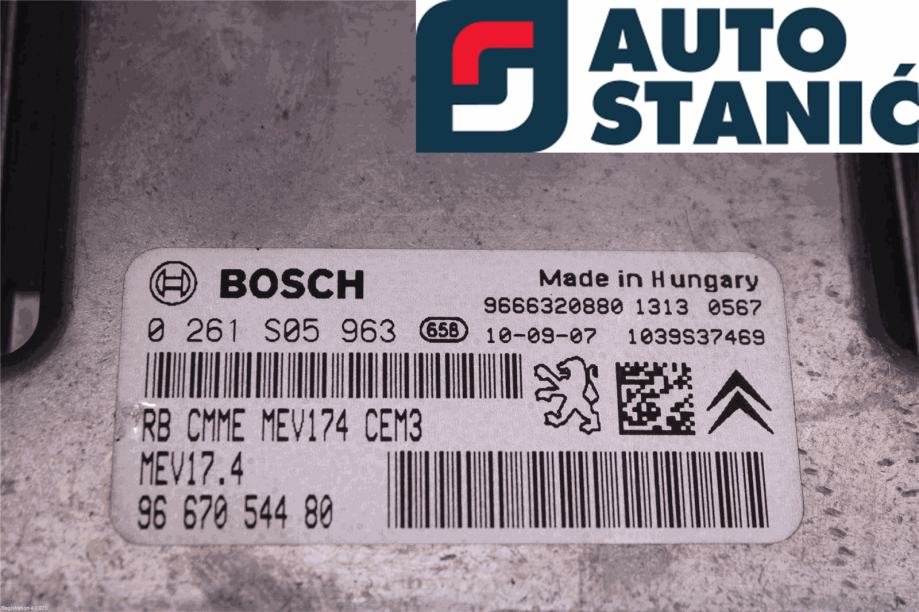 AUTO
STANIĆ
BOSCH
Made in Hungary
9666320880 1313 0567
0 261 S05 963 658 10-09-07 1039S37469
RB CMME MEV174 CEM3
MEV17.4
96 670 544 80